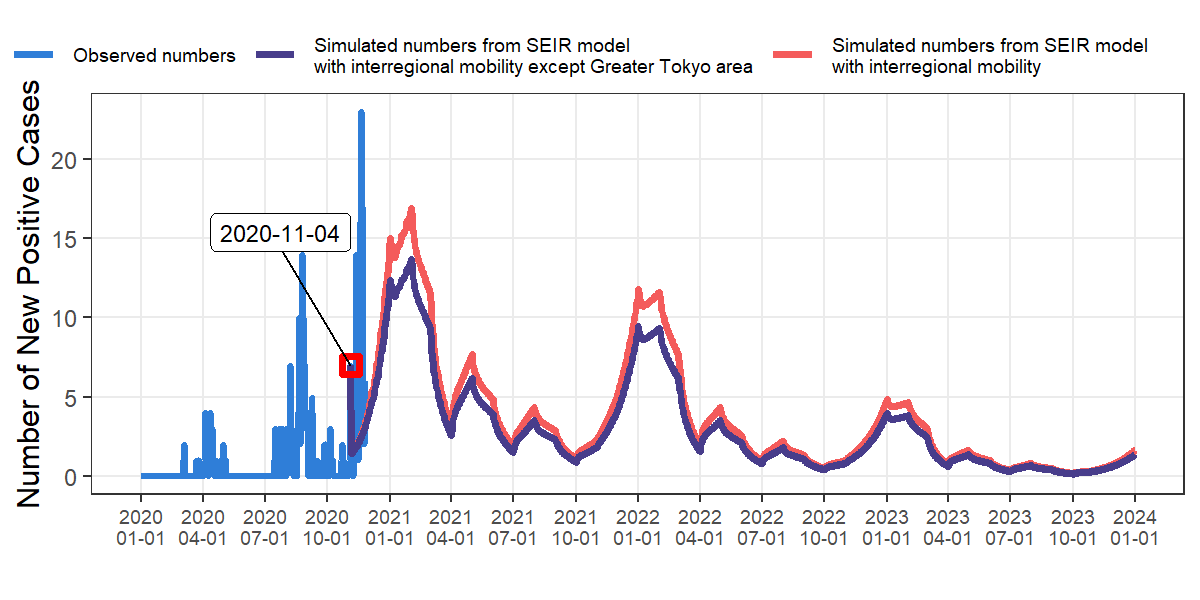 Observed numbers
Simulated numbers from SEIR model
with interregional mobility except Greater Tokyo area
Simulated numbers from SEIR model
with interregional mobility
Number of New Positive Cases
20
15
10
5
0
2020-11-04
2020 2020 2020 2020 2021 2021 2021 2021 2022 2022 2022 2022 2023 2023 2023 2023 2024
01-01 04-01 07-01 10-01 01-01 04-01 07-01 10-01 01-01 04-01 07-01 10-01 01-01 04-01 07-01 10-01 01-01